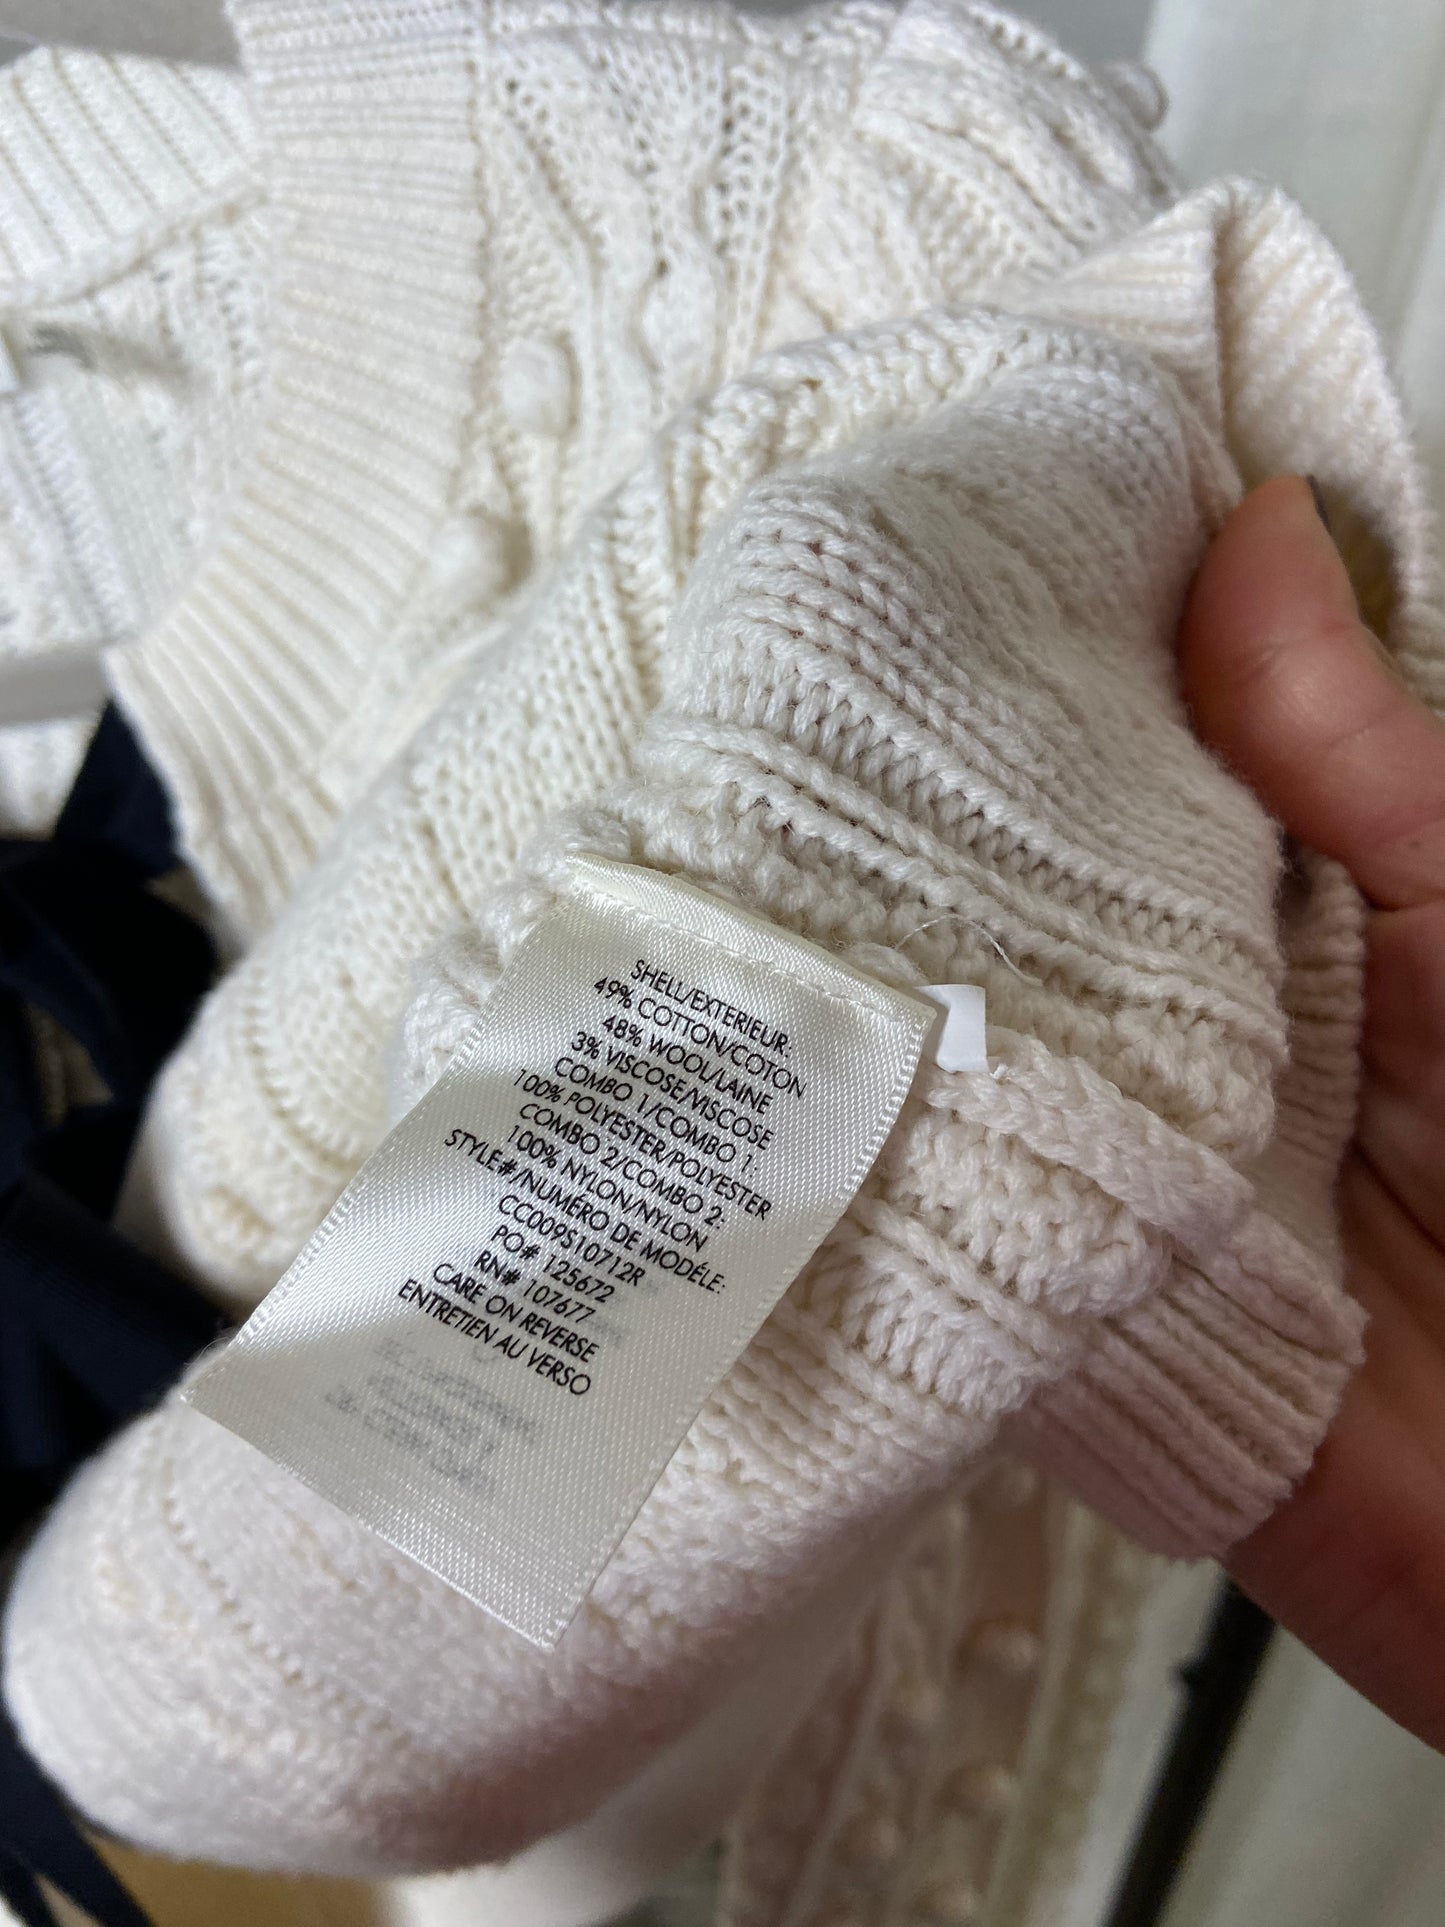 SHELL/EXTERIEUR:
49% COTTON/COTON
48% WOOL/LAINE
3% VISCOSE/VISCOSE
COMBO 1/COMBO 1:
100% POLYESTER/POLYESTER
COMBO 2/COMBO 2:
100% NYLON/NYLON
STYLE#/NUMÉRO DE MODÉLE:
CC009S10712R
PO# 125672
RN# 107677
CARE ON REVERSE
ENTRETIEN AU VERSO